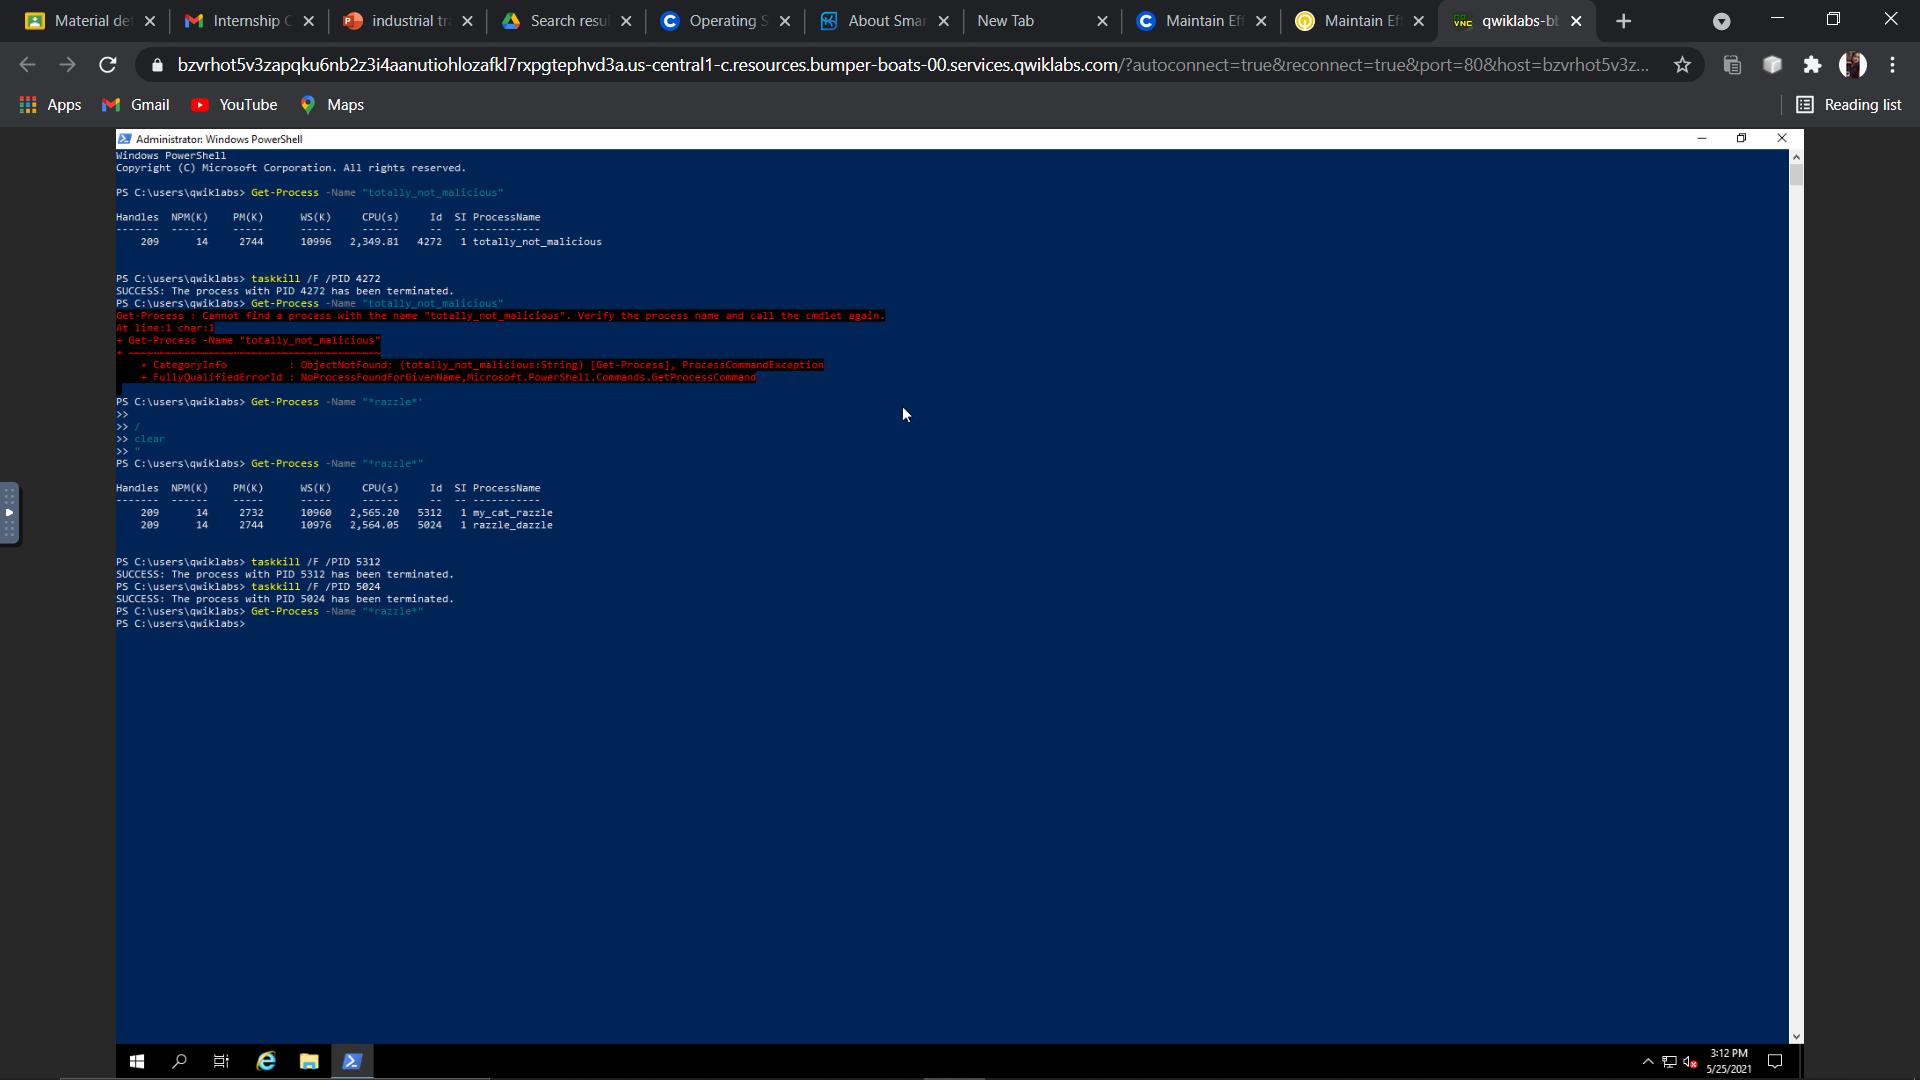 Material det
Internship C
industrial tra
Search resul
Operating S
About Smar
New Tab
Maintain Eff
Maintain Eff
qwiklabs-bb
bzvrhot5v3zapqku6nb2z3i4aanutiohlozafkl7rxpgtephvd3a.us-central1-c.resources.bumper-boats-00.services.qwiklabs.com/?autoconnect=true&reconnect=true&port=80&host=bzvrhot5v3z...
Apps Gmail YouTube Maps Reading list
Administrator: Windows PowerShell
Windows PowerShell
Copyright (C) Microsoft Corporation. All rights reserved.
PS C:\users\qwiklabs> Get-Process -Name "totally_not_malicious"
Handles NPM(K) PM(K) WS(K) CPU(s) Id SI ProcessName
------- ------ ----- ----- ------ -- -- -----------
209 14 2744 10996 2,349.81 4272 1 totally_not_malicious
PS C:\users\qwiklabs> taskkill /F /PID 4272
SUCCESS: The process with PID 4272 has been terminated.
PS C:\users\qwiklabs> Get-Process -Name "totally_not_malicious"
Get-Process : Cannot find a process with the name "totally_not_malicious". Verify the process name and call the cmdlet again.
At line:1 char:1
+ Get-Process -Name "totally_not_malicious"
+ ~~~~~~~~~~~~~~~~~~~~~~~~~~~~~~~~~~~~~~~~~
+ CategoryInfo : ObjectNotFound: (totally_not_malicious:String) [Get-Process], ProcessCommandException
+ FullyQualifiedErrorId : NoProcessFoundForGivenName,Microsoft.PowerShell.Commands.GetProcessCommand
PS C:\users\qwiklabs> Get-Process -Name "*razzle*'
>>
>> /
>> clear
>> "
PS C:\users\qwiklabs> Get-Process -Name "*razzle*"
Handles NPM(K) PM(K) WS(K) CPU(s) Id SI ProcessName
------- ------ ----- ----- ------ -- -- -----------
209 14 2732 10960 2,565.20 5312 1 my_cat_razzle
209 14 2744 10976 2,564.05 5024 1 razzle_dazzle
PS C:\users\qwiklabs> taskkill /F /PID 5312
SUCCESS: The process with PID 5312 has been terminated.
PS C:\users\qwiklabs> taskkill /F /PID 5024
SUCCESS: The process with PID 5024 has been terminated.
PS C:\users\qwiklabs> Get-Process -Name "*razzle*"
PS C:\users\qwiklabs>
3:12 PM
5/25/2021